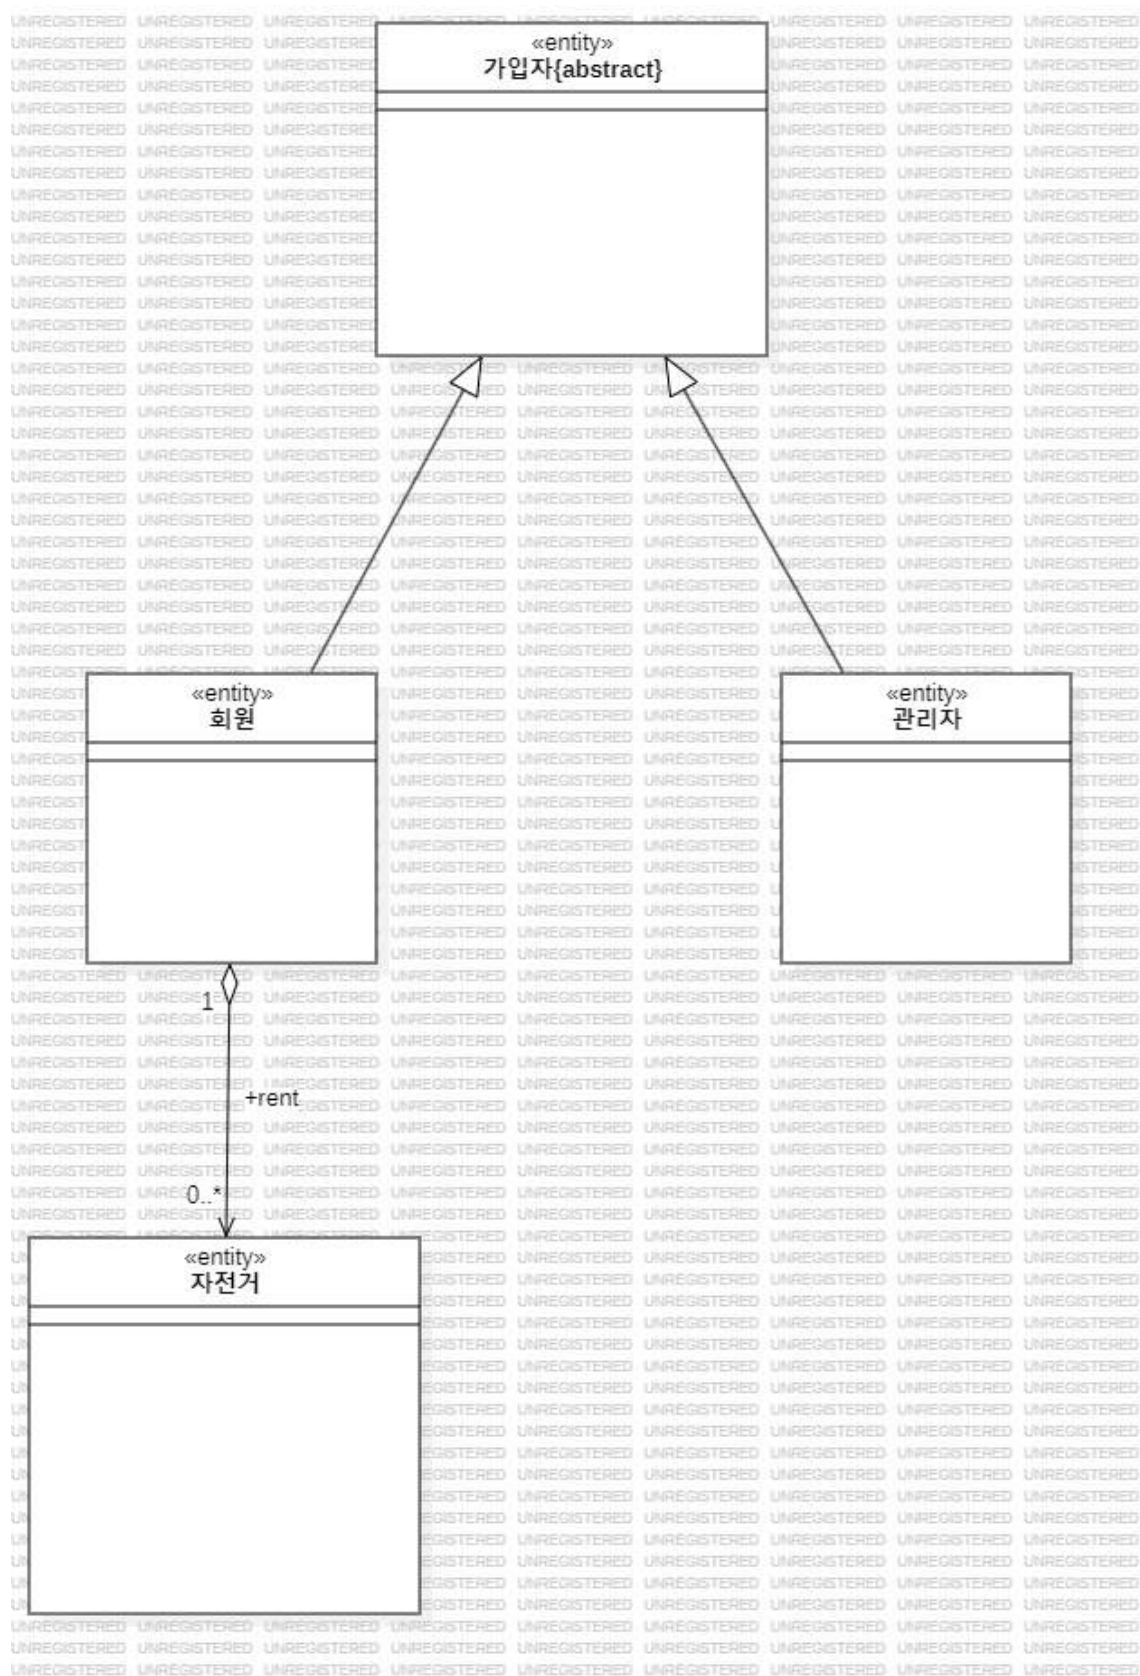 «entity»
가입자{abstract}
«entity»
회원
«entity»
관리자
1
+rent
0..*
«entity»
자전거
UNREGISTERED